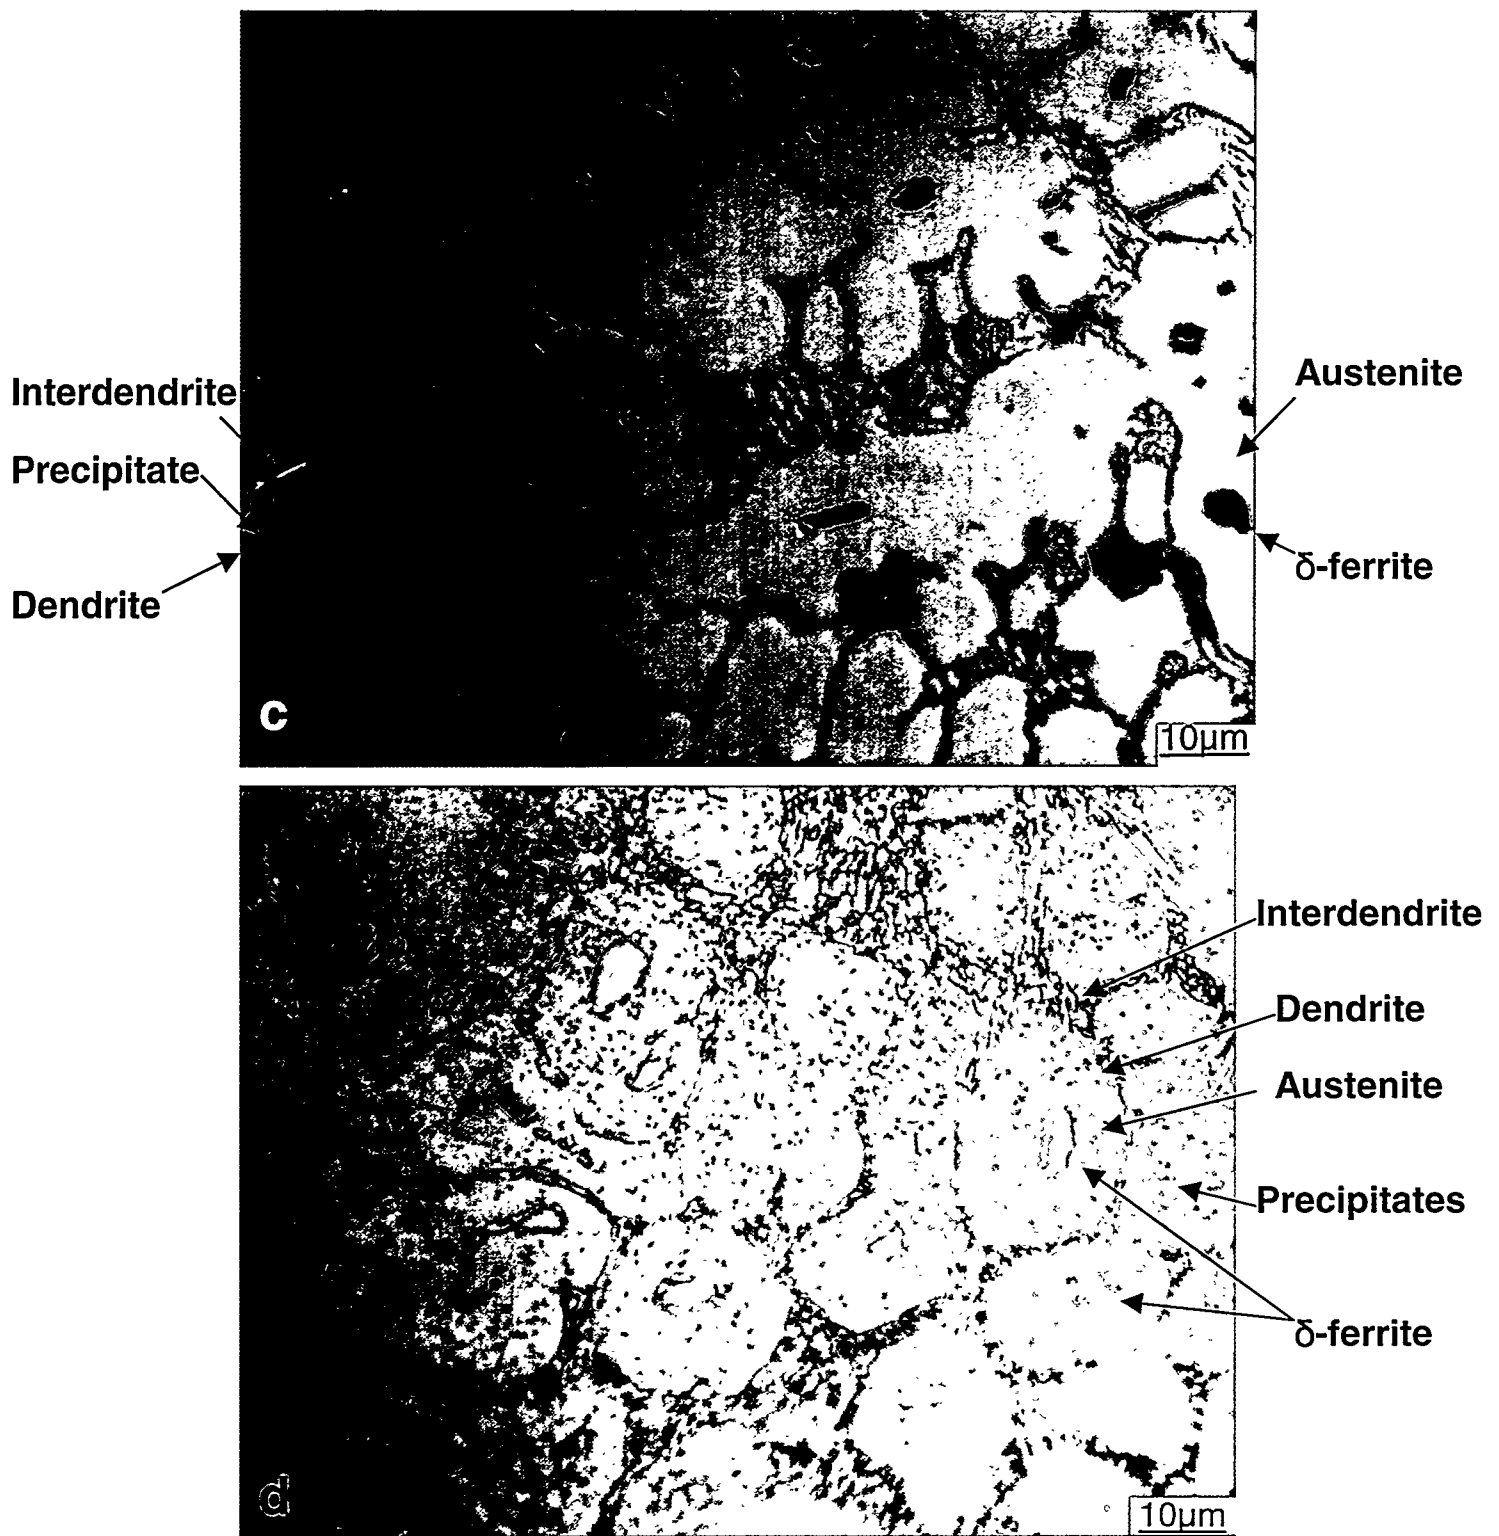 Interdendrite
Precipitate
Dendrite
Austenite
δ-ferrite
c
10µm
Interdendrite
Dendrite
Austenite
Precipitates
δ-ferrite
d
10µm